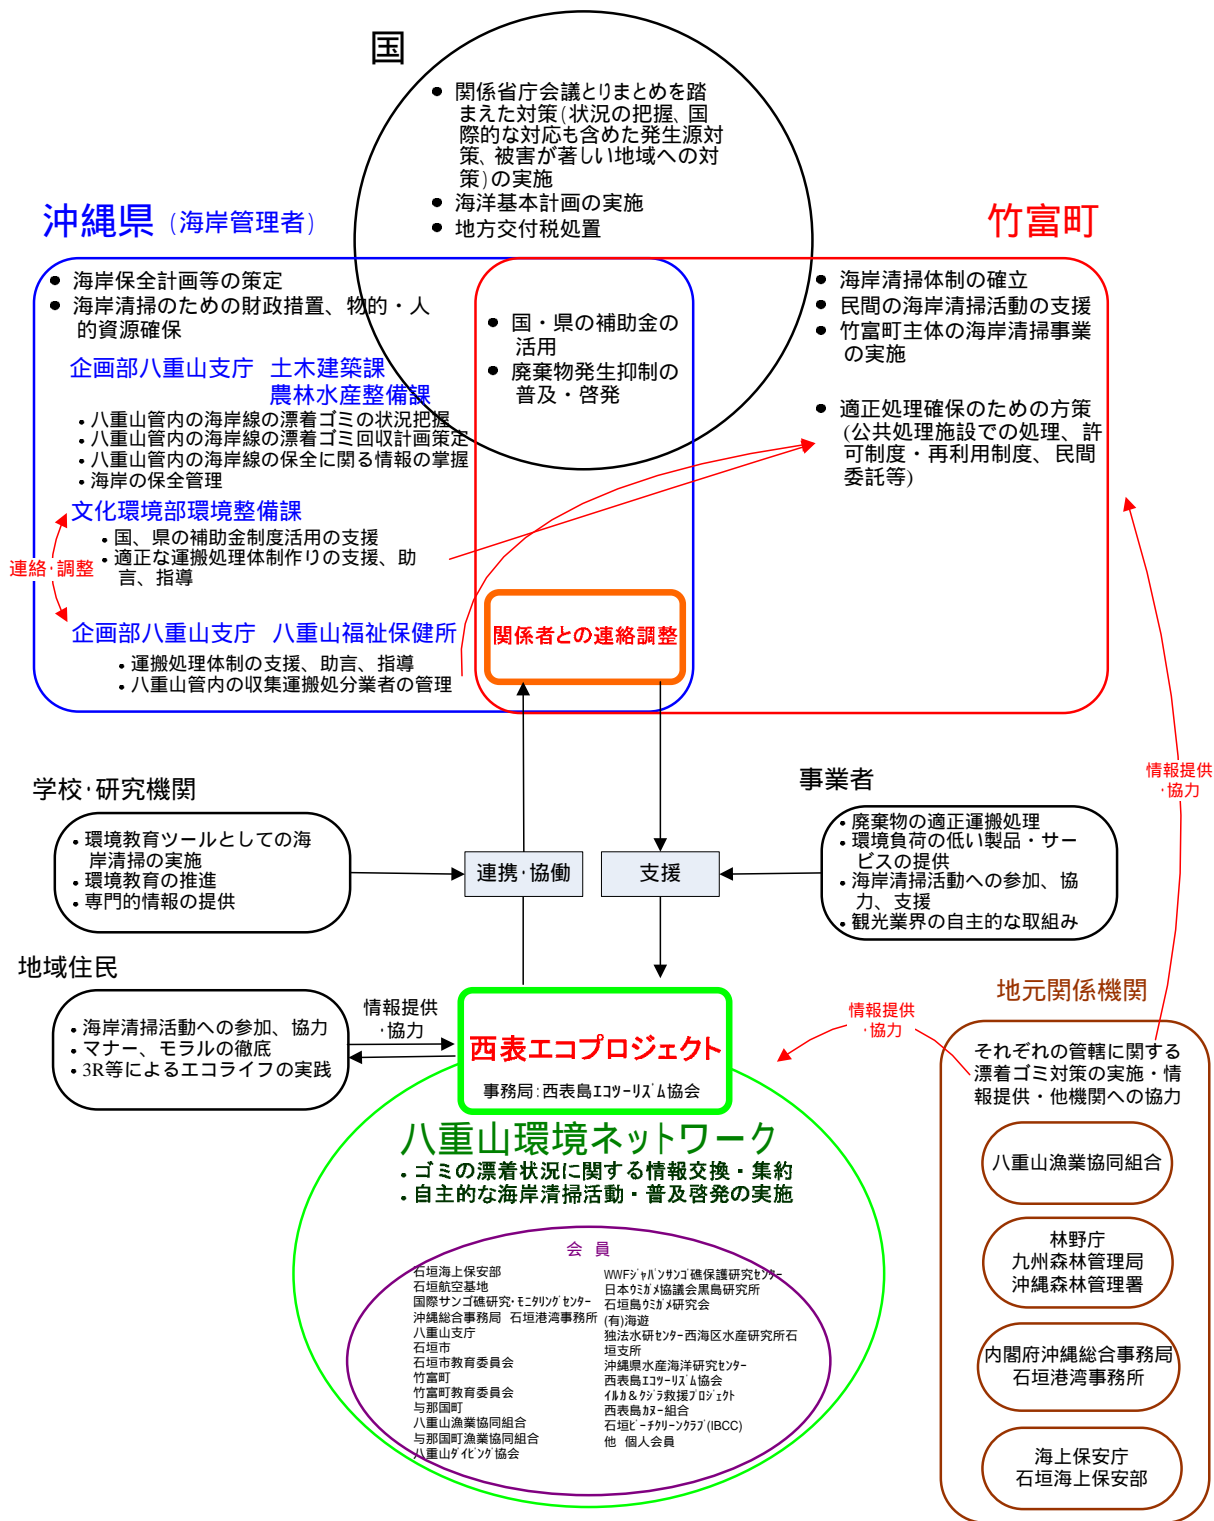 国
● 関係省庁会議とりまとめを踏
まえた対策(状況の把握、国
際的な対応も含めた発生源対
策、被害が著しい地域への対
策)の実施
● 海洋基本計画の実施
● 地方交付税処置
沖縄県 (海岸管理者)
● 海岸保全計画等の策定
● 海岸清掃のための財政措置、物的・人
的資源確保
企画部八重山支庁 土木建築課
農林水産整備課
・八重山管内の海岸線の漂着ゴミの状況把握
・八重山管内の海岸線の漂着ゴミ回収計画策定
・八重山管内の海岸線の保全に関る情報の掌握
・海岸の保全管理
文化環境部環境整備課
・国、県の補助金制度活用の支援
・適正な運搬処理体制作りの支援、助
言、指導
連絡・調整
企画部八重山支庁 八重山福祉保健所
・運搬処理体制の支援、助言、指導
・八重山管内の収集運搬処分業者の管理
● 国・県の補助金の
活用
● 廃棄物発生抑制の
普及・啓発
関係者との連絡調整
竹富町
● 海岸清掃体制の確立
● 民間の海岸清掃活動の支援
● 竹富町主体の海岸清掃事業
の実施
● 適正処理確保のための方策
(公共処理施設での処理、許
可制度・再利用制度、民間
委託等)
情報提供
・協力
学校・研究機関
・環境教育ツールとしての海
岸清掃の実施
・環境教育の推進
・専門的情報の提供
連携・協働
支援
事業者
・廃棄物の適正運搬処理
・環境負荷の低い製品・サー
ビスの提供
・海岸清掃活動への参加、協
力、支援
・観光業界の自主的な取組み
地域住民
・海岸清掃活動への参加、協力
・マナー、モラルの徹底
・3R等によるエコライフの実践
情報提供
・協力
西表エコプロジェクト
事務局:西表島エコツーリズム協会
情報提供
・協力
八重山環境ネットワーク
・ゴミの漂着状況に関する情報交換・集約
・自主的な海岸清掃活動・普及啓発の実施
会 員
石垣海上保安部
石垣航空基地
国際サンゴ礁研究・モニタリングセンター
沖縄総合事務局 石垣港湾事務所
八重山支庁
石垣市
石垣市教育委員会
竹富町
竹富町教育委員会
与那国町
八重山漁業協同組合
与那国町漁業協同組合
八重山ダイビング協会
WWFジャパンサンゴ礁保護研究センター
日本ウミガメ協議会黒島研究所
石垣島ウミガメ研究会
(有)海遊
独法水研センター西海区水産研究所石
垣支所
沖縄県水産海洋研究センター
西表島エコツーリズム協会
イルカ&クジラ救援プロジェクト
西表島カヌー組合
石垣ビーチクリーンクラブ(IBCC)
他 個人会員
地元関係機関
それぞれの管轄に関する
漂着ゴミ対策の実施・情
報提供・他機関への協力
八重山漁業協同組合
林野庁
九州森林管理局
沖縄森林管理署
内閣府沖縄総合事務局
石垣港湾事務所
海上保安庁
石垣海上保安部